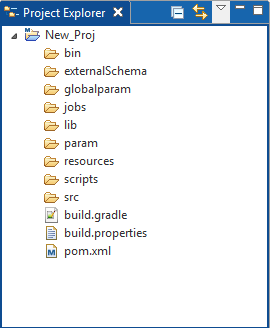 Project Explorer
New_Proj
bin
externalSchema
globalparam
jobs
lib
param
resources
scripts
src
build.gradle
build.properties
pom.xml